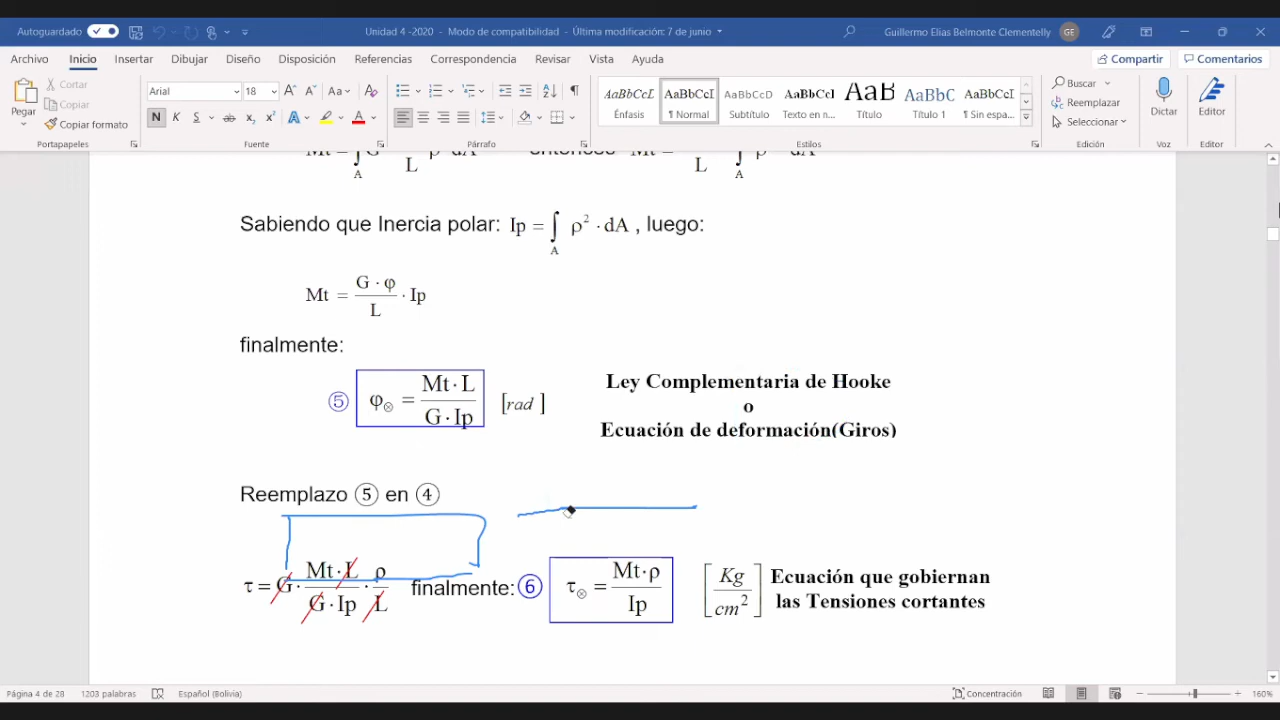 Autoguardado
Unidad 4 -2020 - Modo de compatibilidad - Última modificación: 7 de junio
Guillermo Elias Belmonte Clementelly GE
Archivo Inicio Insertar Dibujar Diseño Disposición Referencias Correspondencia Revisar Vista Ayuda Compartir Comentarios
Pegar
Cortar
Copiar
Copiar formato
Portapapeles
Arial 18
N K S ab x₂ x²
Fuente
Párrafo
AaBbCcL Énfasis
AaBbCcI ¶ Normal
AaBbCcD Subtítulo
AaBbCcI Texto en n...
AaB Título
AaBbC Título 1
AaBbCcI ¶ Sin espa...
Estilos
Buscar
Reemplazar
Seleccionar
Edición
Dictar
Voz
Editor
Editor
Sabiendo que Inercia polar: Ip = ∫_A ρ² · dA , luego:
Mt = (G · φ)/L · Ip
finalmente:
⑤ φ⊗ = (Mt · L)/(G · Ip) [rad]
Ley Complementaria de Hooke
o
Ecuación de deformación(Giros)
Reemplazo ⑤ en ④
τ = G · (Mt · L)/(G · Ip) · ρ/L finalmente: ⑥ τ⊗ = (Mt · ρ)/Ip [Kg/cm²]
Ecuación que gobiernan
las Tensiones cortantes
Página 4 de 28 1203 palabras Español (Bolivia) Concentración 160%